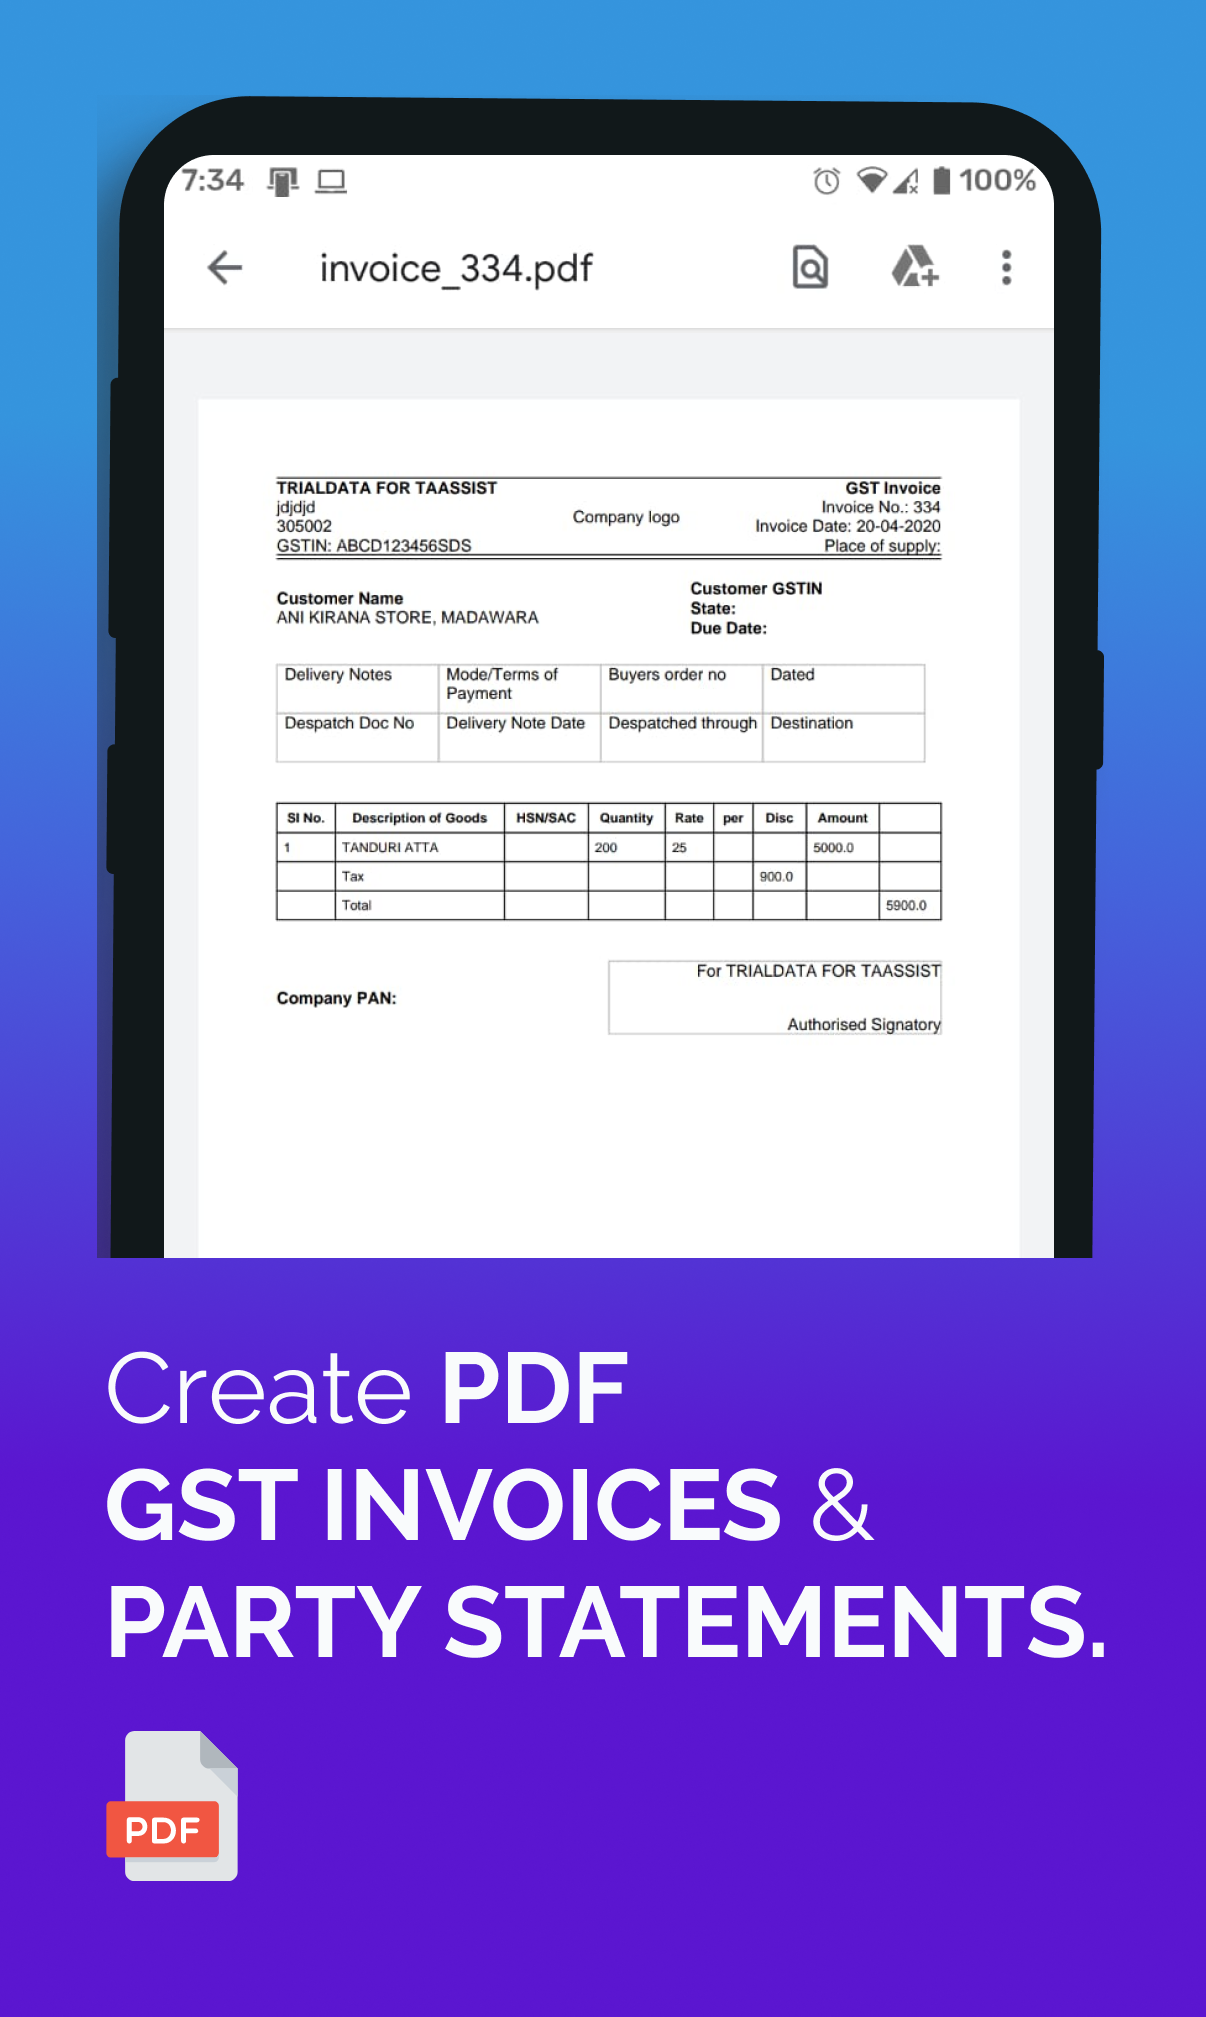 7:34
100%
invoice_334.pdf
TRIALDATA FOR TAASSIST
jdjdjd
305002
GSTIN: ABCD123456SDS
Company logo
GST Invoice
Invoice No.: 334
Invoice Date: 20-04-2020
Place of supply:
Customer Name
ANI KIRANA STORE, MADAWARA
Customer GSTIN
State:
Due Date:
Delivery Notes Mode/Terms of Payment Buyers order no Dated
Despatch Doc No Delivery Note Date Despatched through Destination
SI No. Description of Goods HSN/SAC Quantity Rate per Disc Amount
1 TANDURI ATTA 200 25 5000.0
Tax 900.0
Total 5900.0
Company PAN:
For TRIALDATA FOR TAASSIST
Authorised Signatory
Create PDF
GST INVOICES &
PARTY STATEMENTS.
PDF